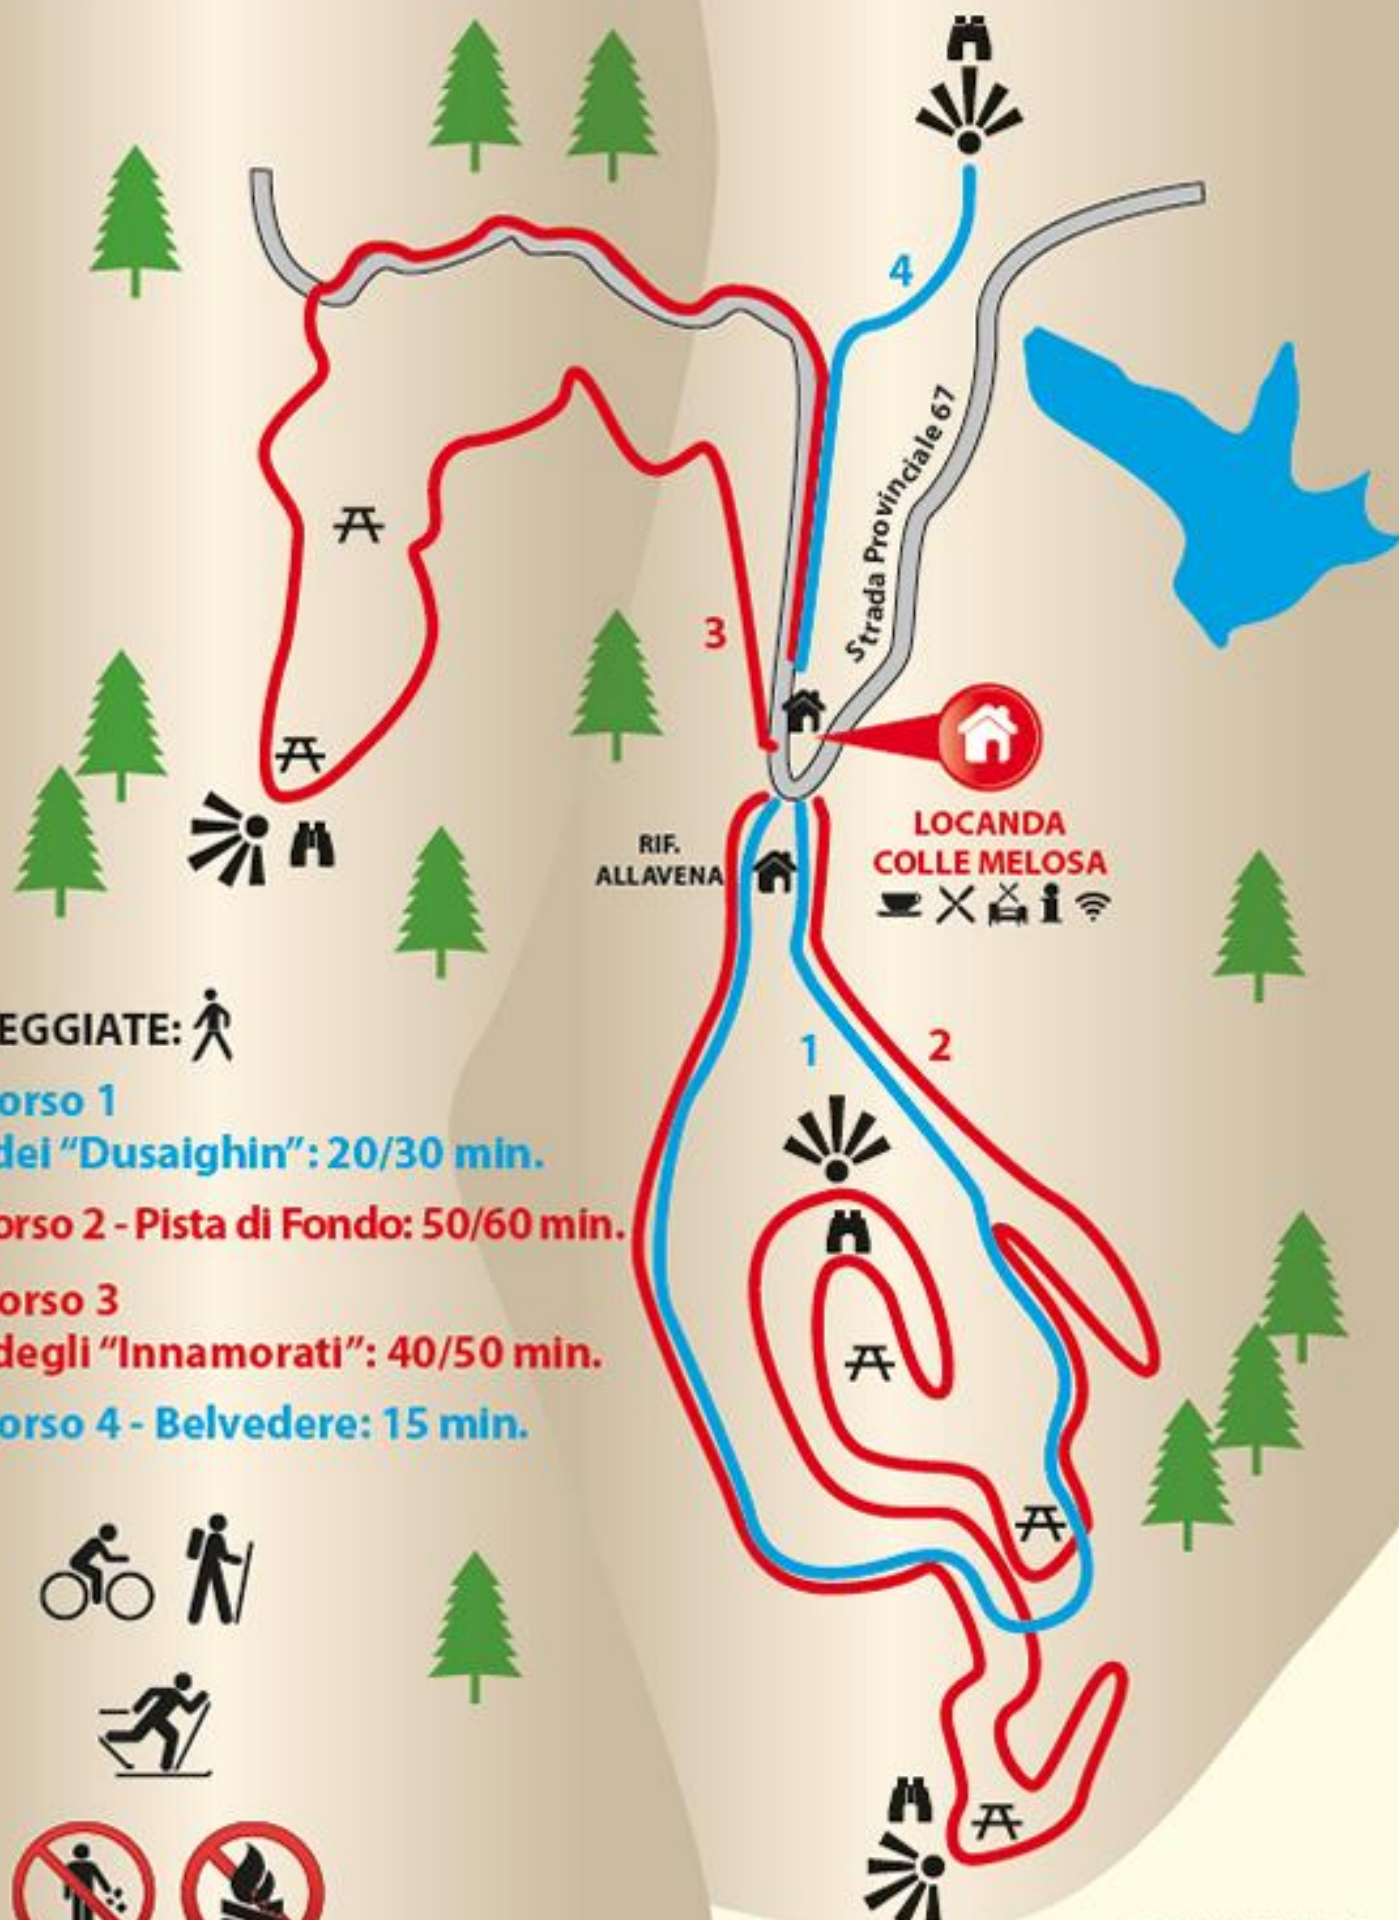 4
Strada Provinciale 67
3
LOCANDA
COLLE MELOSA
RIF.
ALLAVENA
1
2
EGGIATE:
orso 1
dei “Dusaighin”: 20/30 min.
orso 2 - Pista di Fondo: 50/60 min.
orso 3
degli “Innamorati”: 40/50 min.
orso 4 - Belvedere: 15 min.